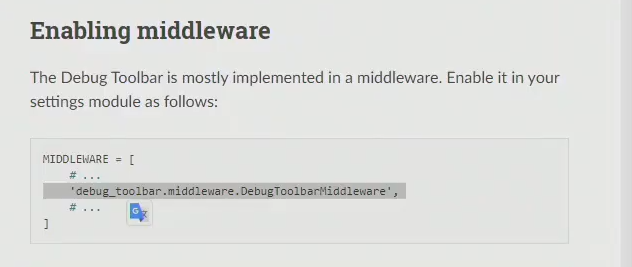 Enabling middleware
The Debug Toolbar is mostly implemented in a middleware. Enable it in your
settings module as follows:
MIDDLEWARE = [
# ...
'debug_toolbar.middleware.DebugToolbarMiddleware',
# ...
]